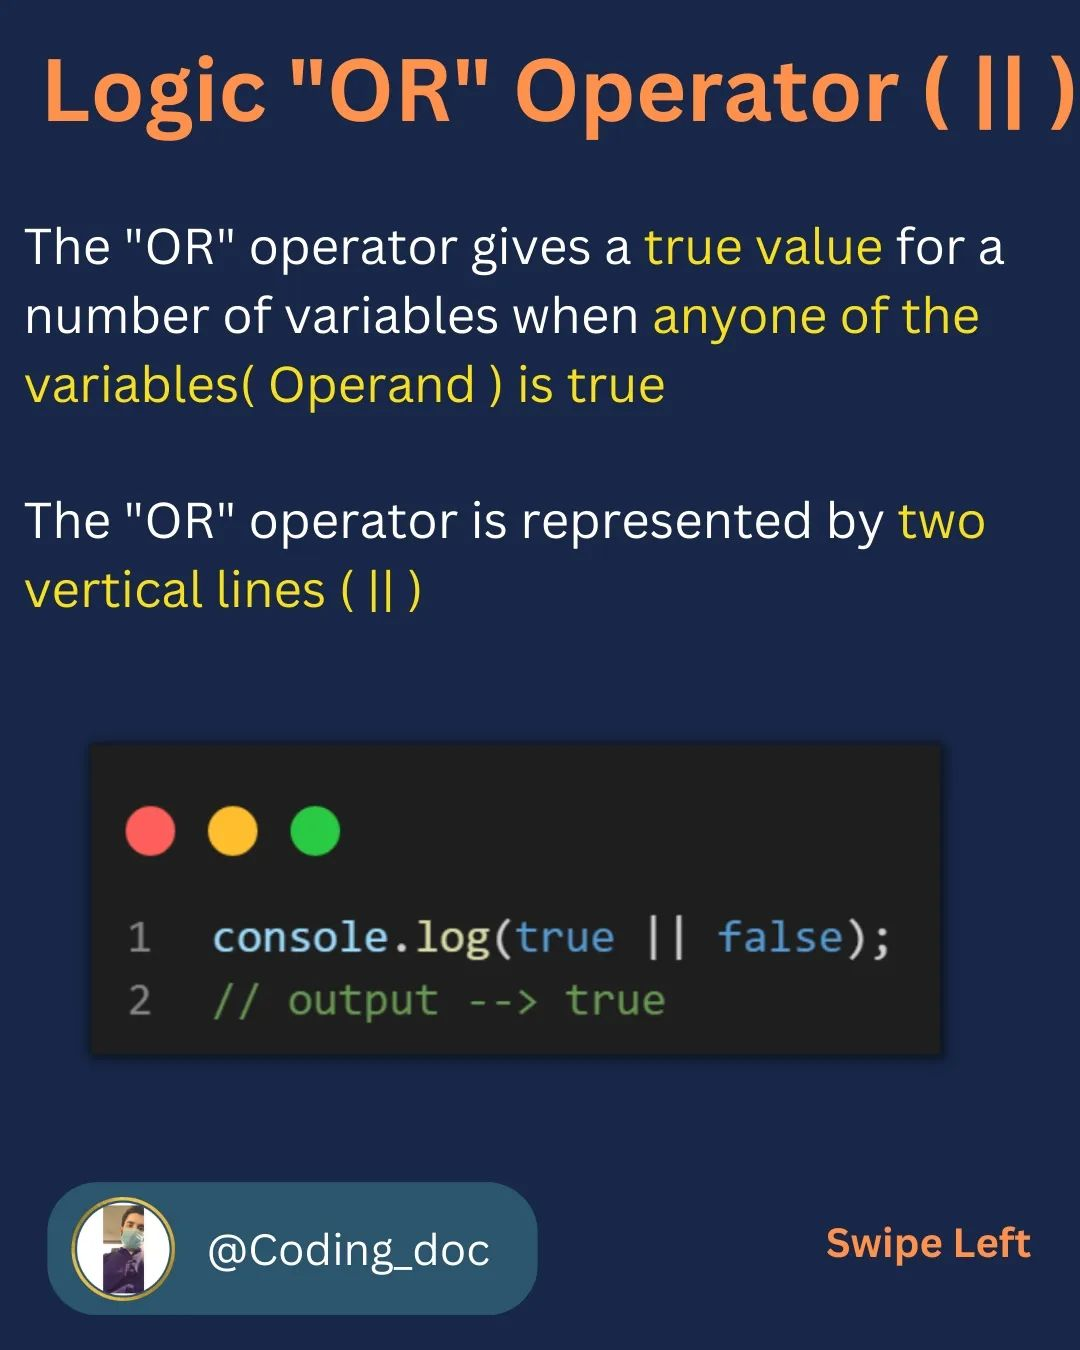 Logic "OR" Operator ( || )
The "OR" operator gives a true value for a
number of variables when anyone of the
variables( Operand ) is true
The "OR" operator is represented by two
vertical lines ( || )
1 console.log(true || false);
2 // output --> true
@Coding_doc
Swipe Left